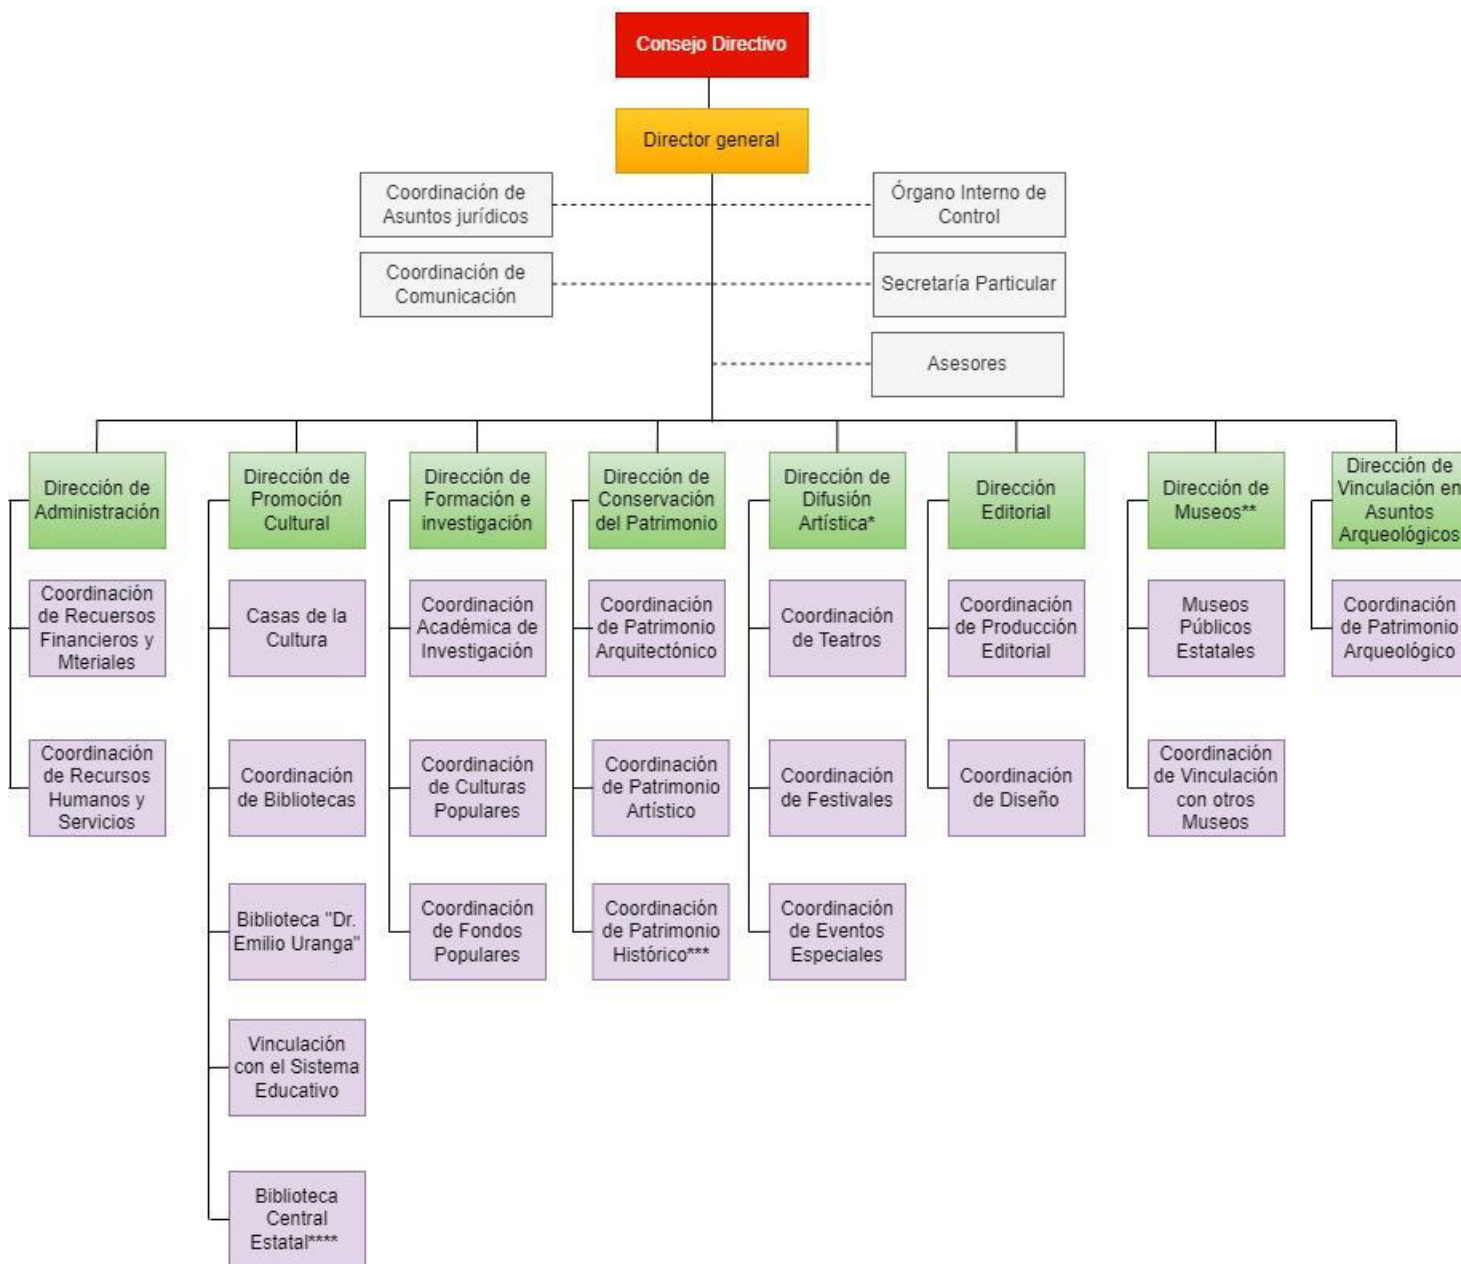 Consejo Directivo
Director general
Coordinación de
Asuntos jurídicos
Órgano Interno de
Control
Coordinación de
Comunicación
Secretaría Particular
Asesores
Dirección de
Administración
Dirección de
Promoción
Cultural
Dirección de
Formación e
investigación
Dirección de
Conservación
del Patrimonio
Dirección de
Difusión
Artística*
Dirección
Editorial
Dirección de
Museos**
Dirección de
Vinculación en
Asuntos
Arqueológicos
Coordinación
de Recuersos
Financieros y
Mteriales
Casas de la
Cultura
Coordinación
Académica de
Investigación
Coordinación
de Patrimonio
Arquitectónico
Coordinación
de Teatros
Coordinación
de Producción
Editorial
Museos
Públicos
Estatales
Coordinación
de Patrimonio
Arqueológico
Coordinación
de Recursos
Humanos y
Servicios
Coordinación
de Bibliotecas
Coordinación
de Culturas
Populares
Coordinación
de Patrimonio
Artístico
Coordinación
de Festivales
Coordinación
de Diseño
Coordinación
de Vinculación
con otros
Museos
Biblioteca "Dr.
Emilio Uranga"
Coordinación
de Fondos
Populares
Coordinación
de Patrimonio
Histórico***
Coordinación
de Eventos
Especiales
Vinculación
con el Sistema
Educativo
Biblioteca
Central
Estatal****